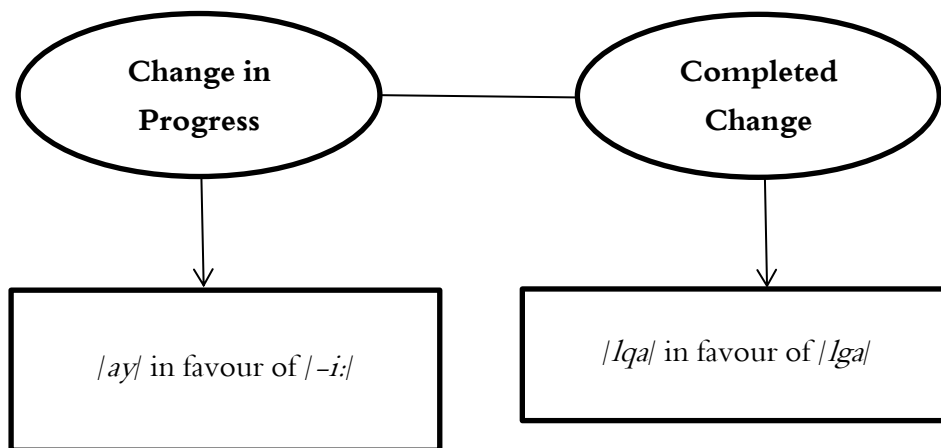 Change in
Progress
Completed
Change
|ay| in favour of |-i:|
|lqa| in favour of |lga|